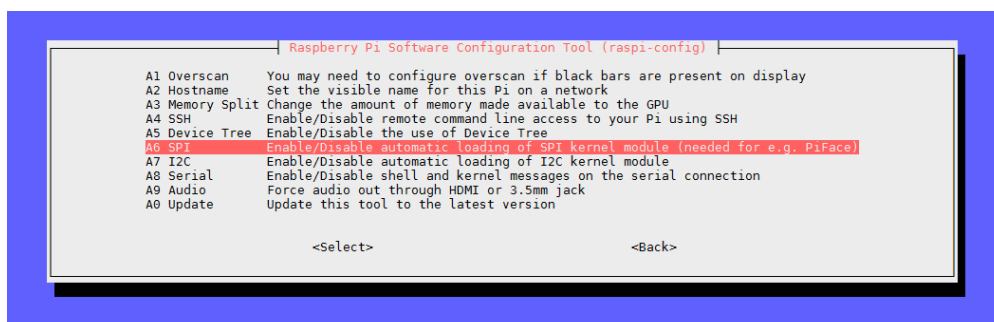 Raspberry Pi Software Configuration Tool (raspi-config)
A1 Overscan You may need to configure overscan if black bars are present on display
A2 Hostname Set the visible name for this Pi on a network
A3 Memory Split Change the amount of memory made available to the GPU
A4 SSH Enable/Disable remote command line access to your Pi using SSH
A5 Device Tree Enable/Disable the use of Device Tree
A6 SPI Enable/Disable automatic loading of SPI kernel module (needed for e.g. PiFace)
A7 I2C Enable/Disable automatic loading of I2C kernel module
A8 Serial Enable/Disable shell and kernel messages on the serial connection
A9 Audio Force audio out through HDMI or 3.5mm jack
A0 Update Update this tool to the latest version
<Select> <Back>